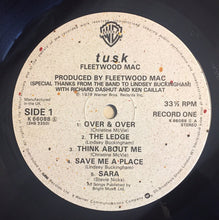 t u s k
FLEETWOOD MAC
PRODUCED BY FLEETWOOD MAC
(SPECIAL THANKS FROM THE BAND TO LINDSEY BUCKINGHAM)
WITH RICHARD DASHUT AND KEN CAILLAT
℗ 1979 Warner Bros. Records Inc.
Manufactured
in the UK
33⅓ RPM
SIDE 1
RECORD ONE
K 66088 Ⓐ
K 66088 Ⓐ A
(2HS 3350)
1. OVER & OVER
(Christine McVie)
2. THE LEDGE
(Lindsey Buckingham)
3. THINK ABOUT ME
(Christine McVie)
4. SAVE ME A PLACE
(Lindsey Buckingham)
5. SARA
(Stevie Nicks)
All Songs Published by
Bright Music Ltd.